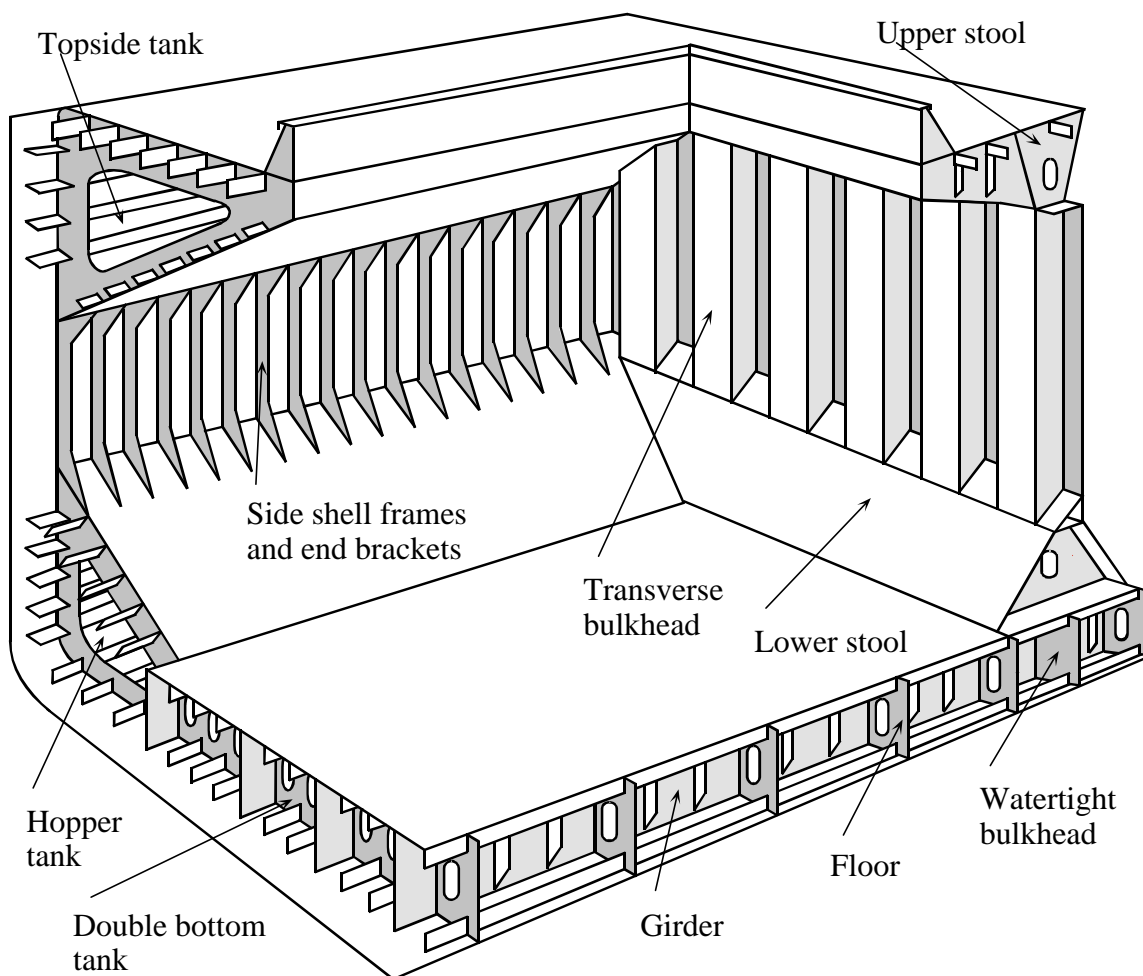 Topside tank
Upper stool
Side shell frames
and end brackets
Transverse
bulkhead
Lower stool
Watertight
bulkhead
Hopper
tank
Floor
Girder
Double bottom
tank